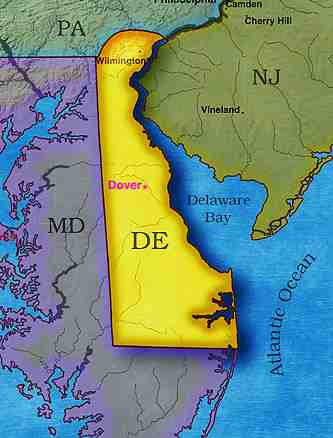 Philadelphia
Camden
Cherry Hill
PA
Wilmington
NJ
Vineland
Dover
Delaware
Bay
MD
DE
Atlantic Ocean